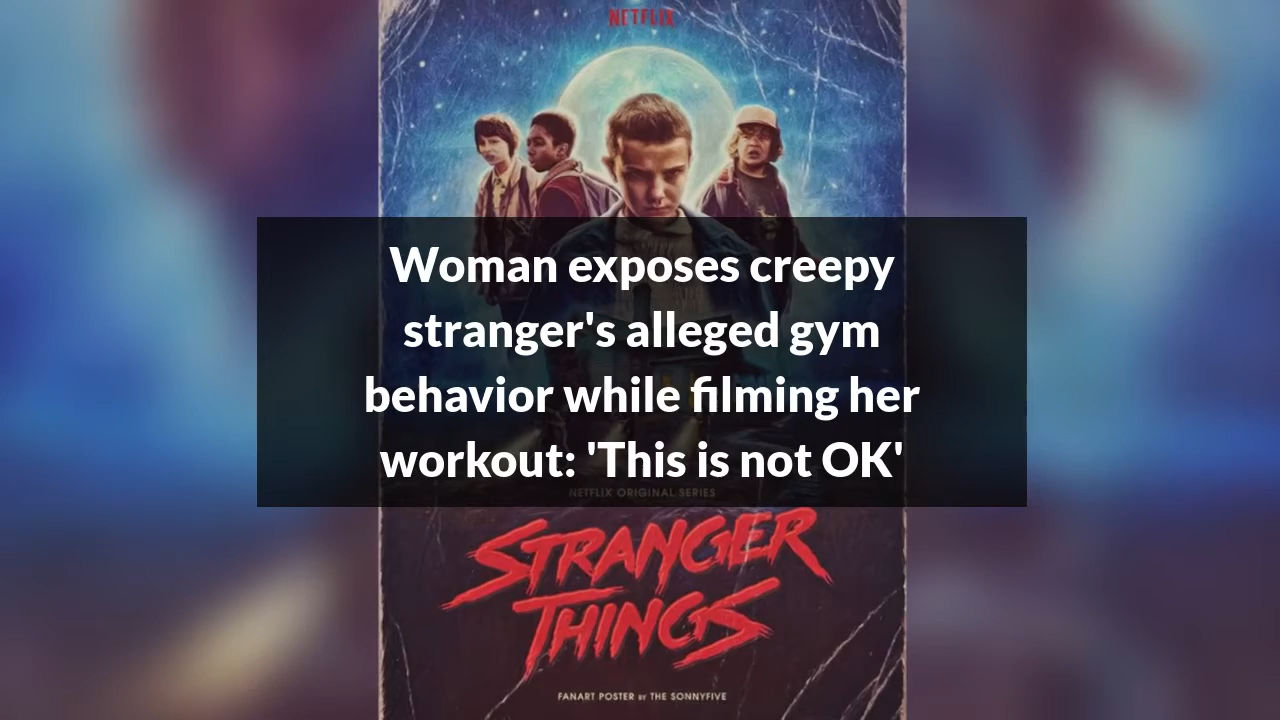 NETFLIX
Woman exposes creepy
stranger's alleged gym
behavior while filming her
workout: 'This is not OK'
NETFLIX ORIGINAL SERIES
STRANGER
THINGS
FANART POSTER BY THE SONNYFIVE